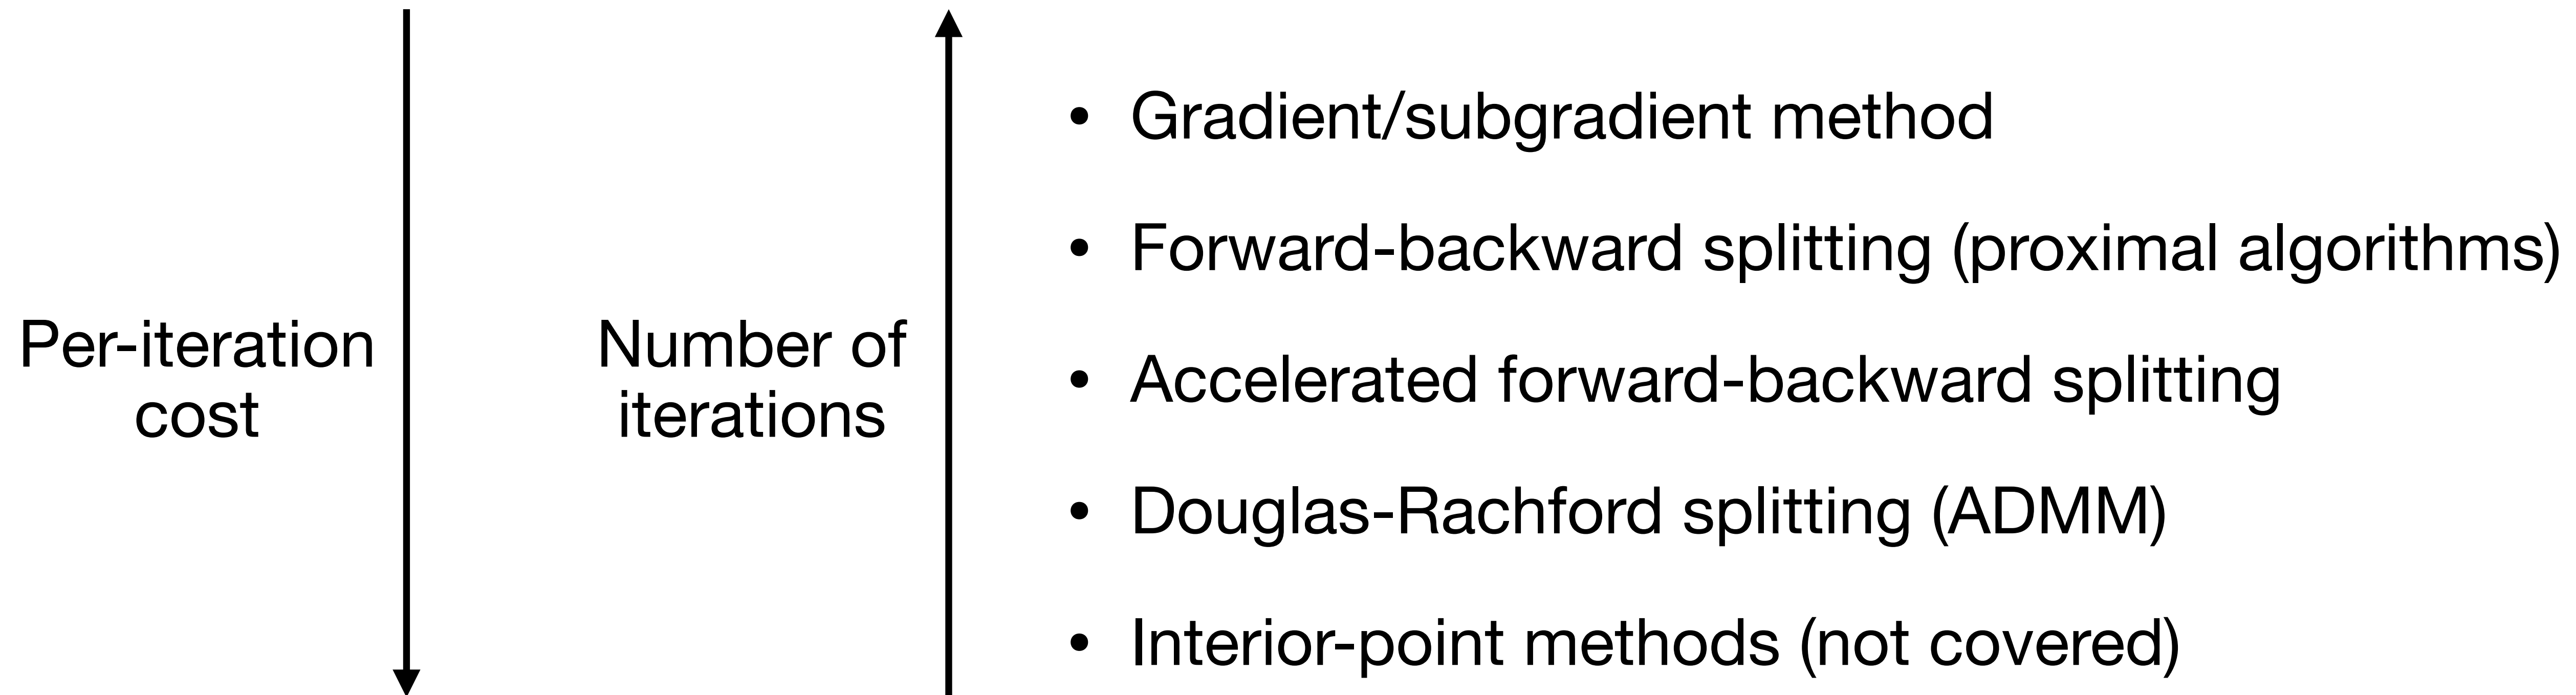 Per-iteration
cost
Number of
iterations
• Gradient/subgradient method
• Forward-backward splitting (proximal algorithms)
• Accelerated forward-backward splitting
• Douglas-Rachford splitting (ADMM)
• Interior-point methods (not covered)